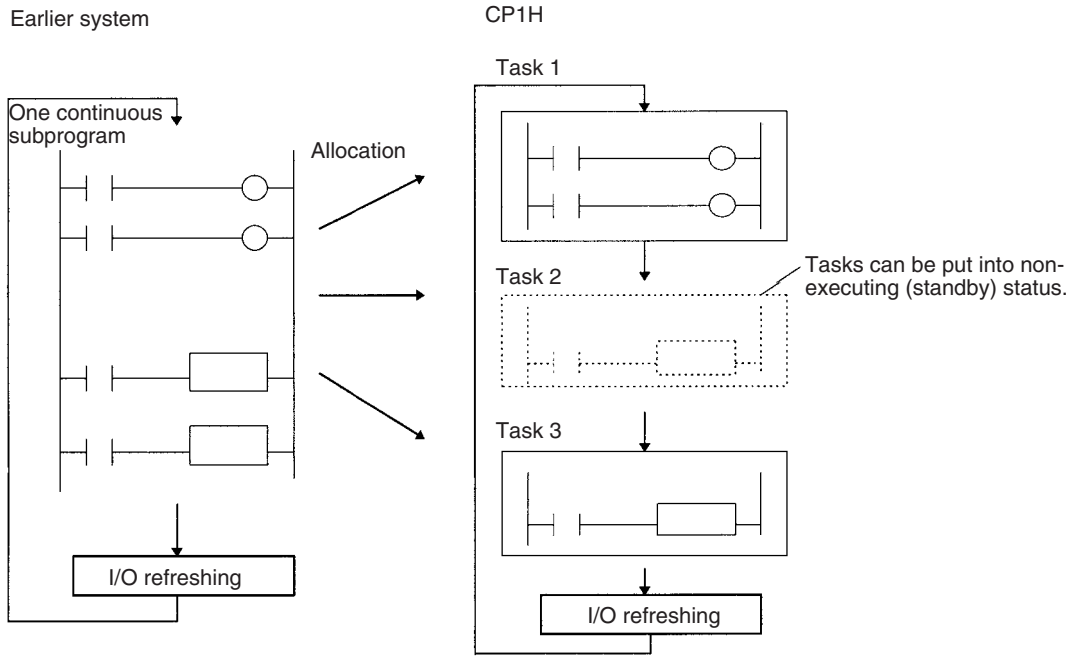 Earlier system
CP1H
One continuous
subprogram
Allocation
I/O refreshing
Task 1
Task 2
Tasks can be put into non-
executing (standby) status.
Task 3
I/O refreshing